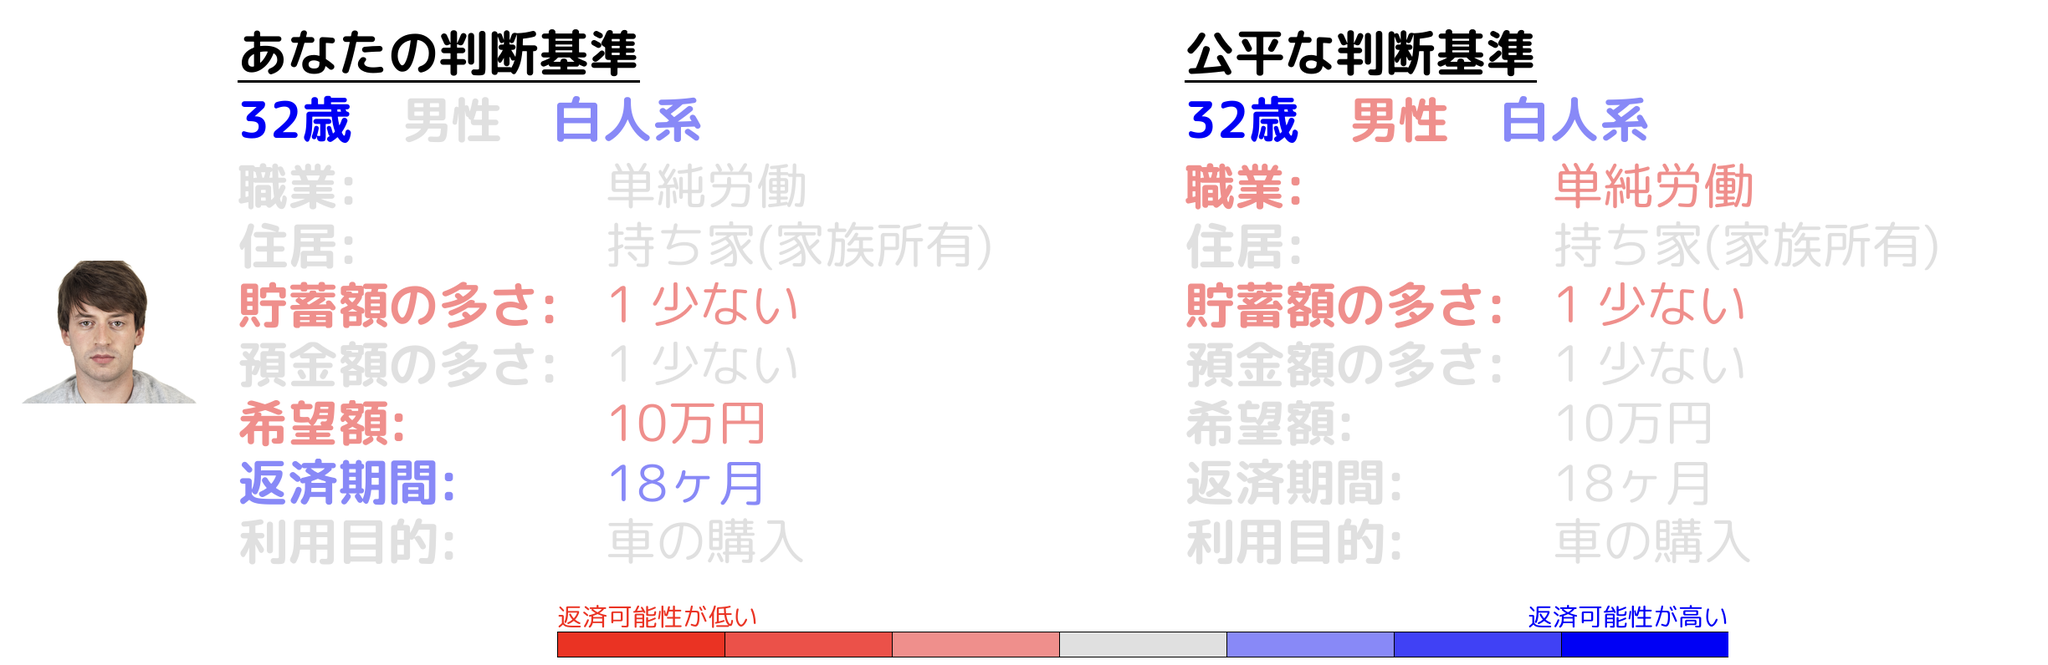 あなたの判断基準
32歳 男性 白人系
職業: 単純労働
住居: 持ち家(家族所有)
貯蓄額の多さ: 1 少ない
預金額の多さ: 1 少ない
希望額: 10万円
返済期間: 18ヶ月
利用目的: 車の購入
公平な判断基準
32歳 男性 白人系
職業: 単純労働
住居: 持ち家(家族所有)
貯蓄額の多さ: 1 少ない
預金額の多さ: 1 少ない
希望額: 10万円
返済期間: 18ヶ月
利用目的: 車の購入
返済可能性が低い
返済可能性が高い